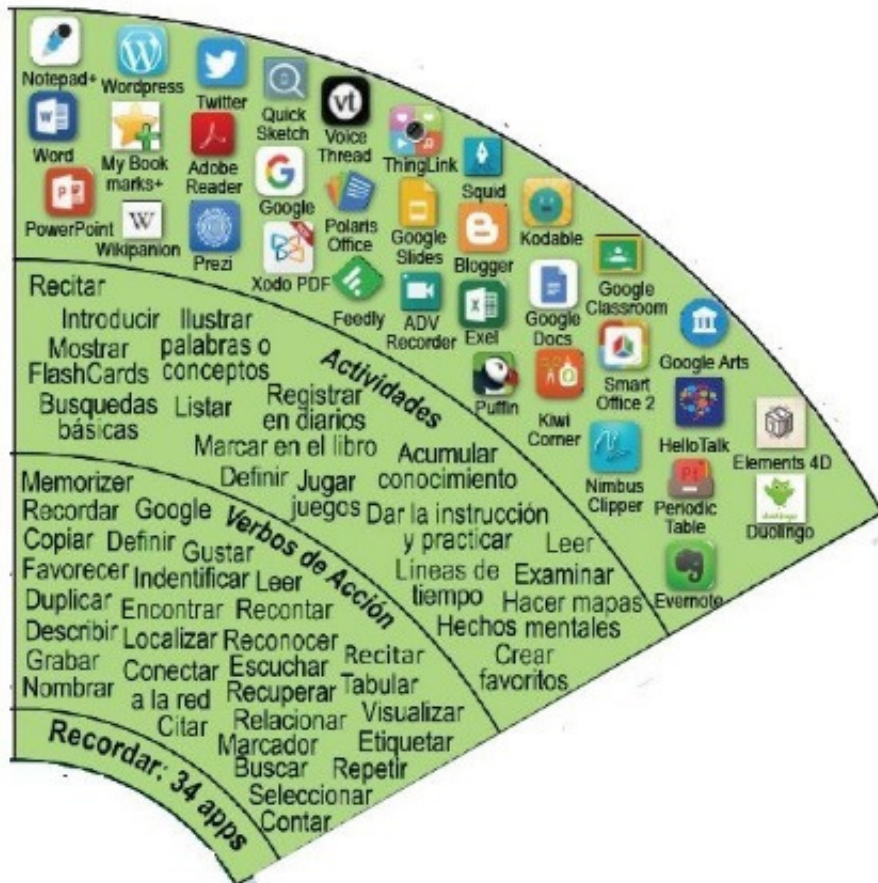 Notepad+
Wordpress
Twitter
Quick
Sketch
Voice
Thread
ThingLink
Squid
Kodable
Google
Classroom
Google Arts
Elements 4D
Word
My Book
marks+
Adobe
Reader
Google
Polaris
Office
Google
Slides
Blogger
Google
Docs
Smart
Office 2
HelloTalk
Duolingo
PowerPoint
Wikipanion
Prezi
Xodo PDF
Feedly
ADV
Recorder
Exel
Puffin
Kiwi
Corner
Nimbus
Clipper
Periodic
Table
Evernote
Actividades
Recitar
Introducir
Ilustrar
palabras o
conceptos
Mostrar
FlashCards
Busquedas
básicas
Listar
Registrar
en diarios
Marcar en el libro
Definir
Jugar
juegos
Acumular
conocimiento
Dar la instrucción
y practicar
Leer
Líneas de
tiempo
Examinar
Hacer mapas
mentales
Hechos
Crear
favoritos
Verbos de Acción
Memorizer
Recordar
Google
Copiar
Definir
Gustar
Favorecer
Indentificar
Leer
Duplicar
Encontrar
Recontar
Describir
Localizar
Reconocer
Grabar
Conectar
a la red
Escuchar
Recitar
Nombrar
Recuperar
Tabular
Citar
Relacionar
Visualizar
Marcador
Etiquetar
Buscar
Repetir
Seleccionar
Contar
Recordar: 34 apps